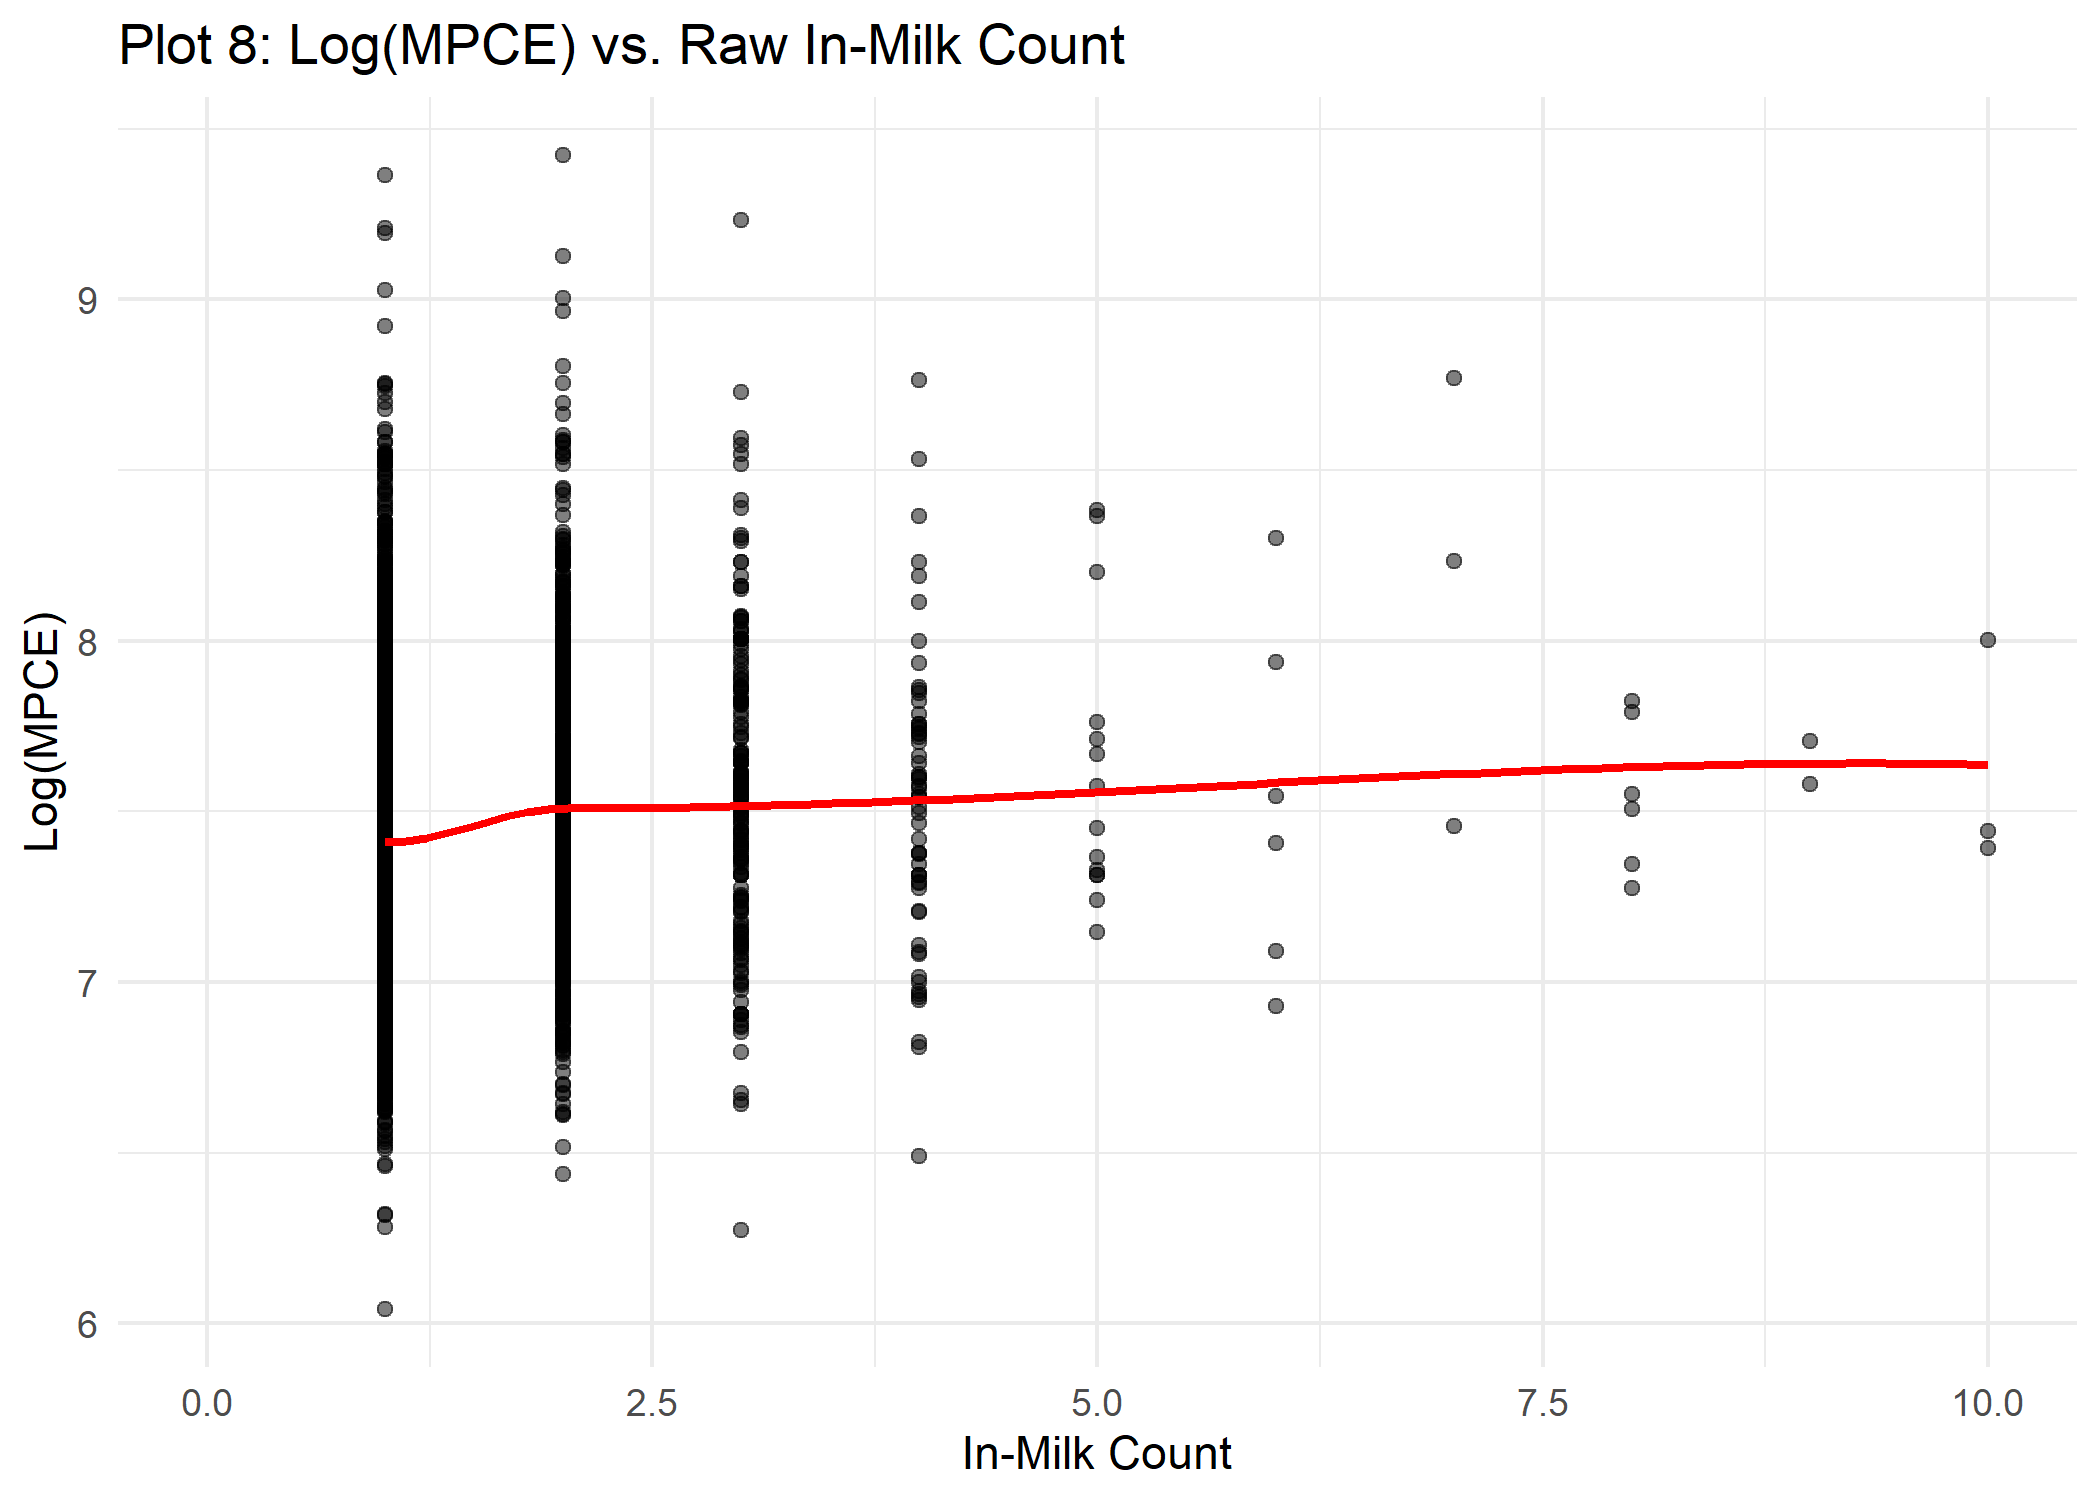 Plot 8: Log(MPCE) vs. Raw In-Milk Count
Log(MPCE)
9
8
7
6
0.0 2.5 5.0 7.5 10.0
In-Milk Count